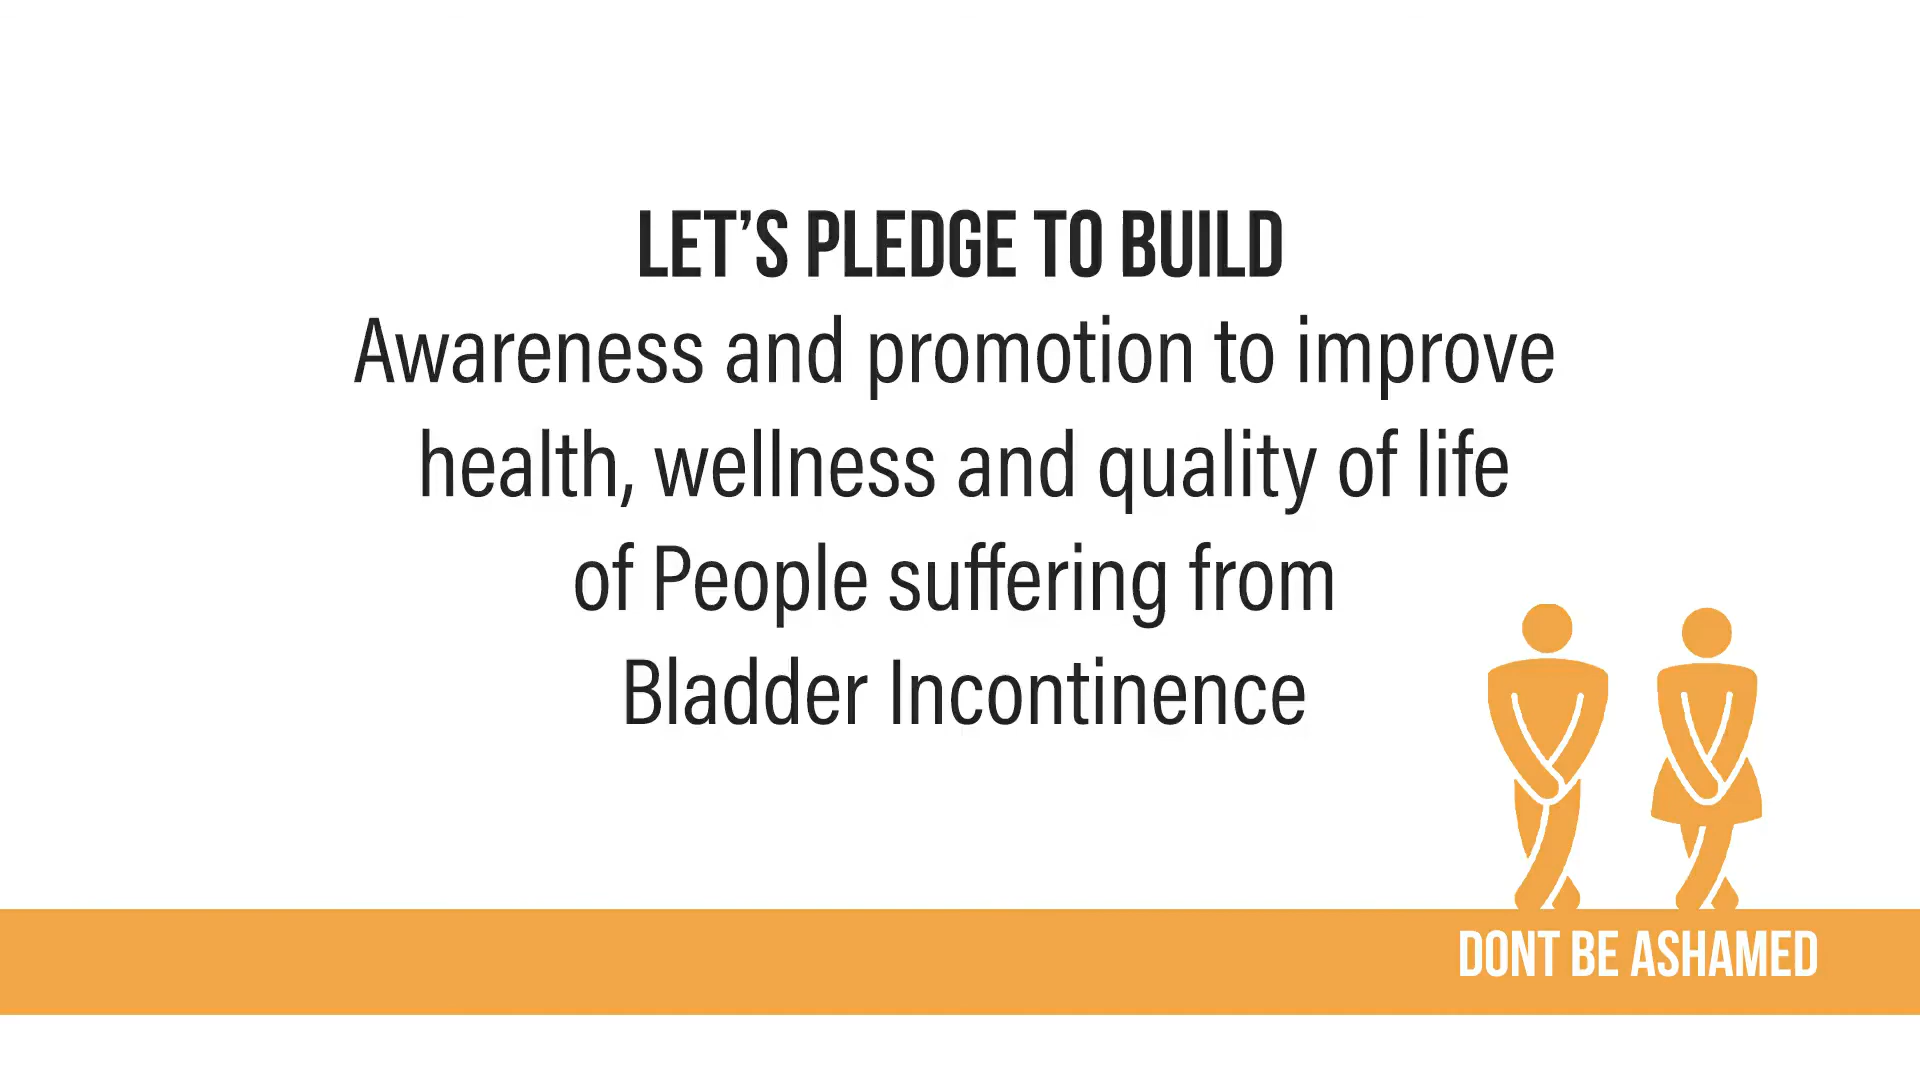 LET’S PLEDGE TO BUILD
Awareness and promotion to improve
health, wellness and quality of life
of People suffering from
Bladder Incontinence
DONT BE ASHAMED